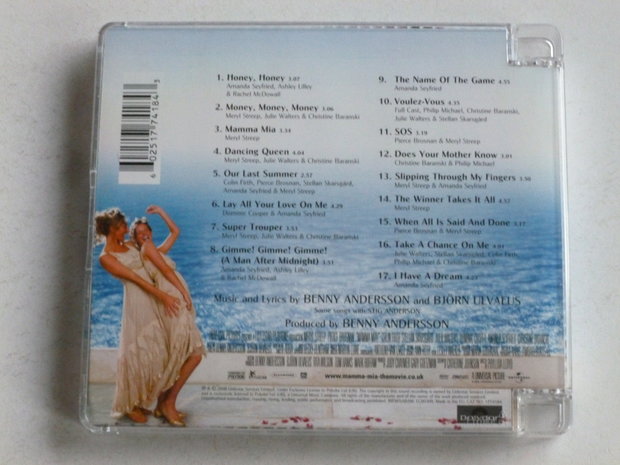 1. Honey, Honey 3.07
Amanda Seyfried, Ashley Lilley
& Rachel McDowall
2. Money, Money, Money 3.06
Meryl Streep, Julie Walters & Christine Baranski
3. Mamma Mia 3.34
Meryl Streep
4. Dancing Queen 4.04
Meryl Streep, Julie Walters & Christine Baranski
5. Our Last Summer 2.57
Colin Firth, Pierce Brosnan, Stellan Skarsgård,
Amanda Seyfried & Meryl Streep
6. Lay All Your Love On Me 4.29
Dominic Cooper & Amanda Seyfried
7. Super Trouper 3.53
Meryl Streep, Julie Walters & Christine Baranski
8. Gimme! Gimme! Gimme!
(A Man After Midnight) 3.51
Amanda Seyfried, Ashley Lilley
& Rachel McDowall
9. The Name Of The Game 4.55
Amanda Seyfried
10. Voulez-Vous 4.35
Full Cast, Philip Michael, Christine Baranski,
Julie Walters & Stellan Skarsgård
11. SOS 3.19
Pierce Brosnan & Meryl Streep
12. Does Your Mother Know 3.01
Christine Baranski & Philip Michael
13. Slipping Through My Fingers 3.50
Meryl Streep & Amanda Seyfried
14. The Winner Takes It All 4.57
Meryl Streep
15. When All Is Said And Done 3.17
Pierce Brosnan & Meryl Streep
16. Take A Chance On Me 4.01
Julie Walters, Stellan Skarsgård, Colin Firth,
Philip Michael & Christine Baranski
17. I Have A Dream
Amanda Seyfried
Music and Lyrics by BENNY ANDERSSON and BJÖRN ULVAEUS
Some songs with STIG ANDERSON
Produced by BENNY ANDERSSON
www.mamma-mia-themovie.co.uk
A UNIVERSAL PICTURE
UNIVERSAL
Polydor
6 02517 74184 3